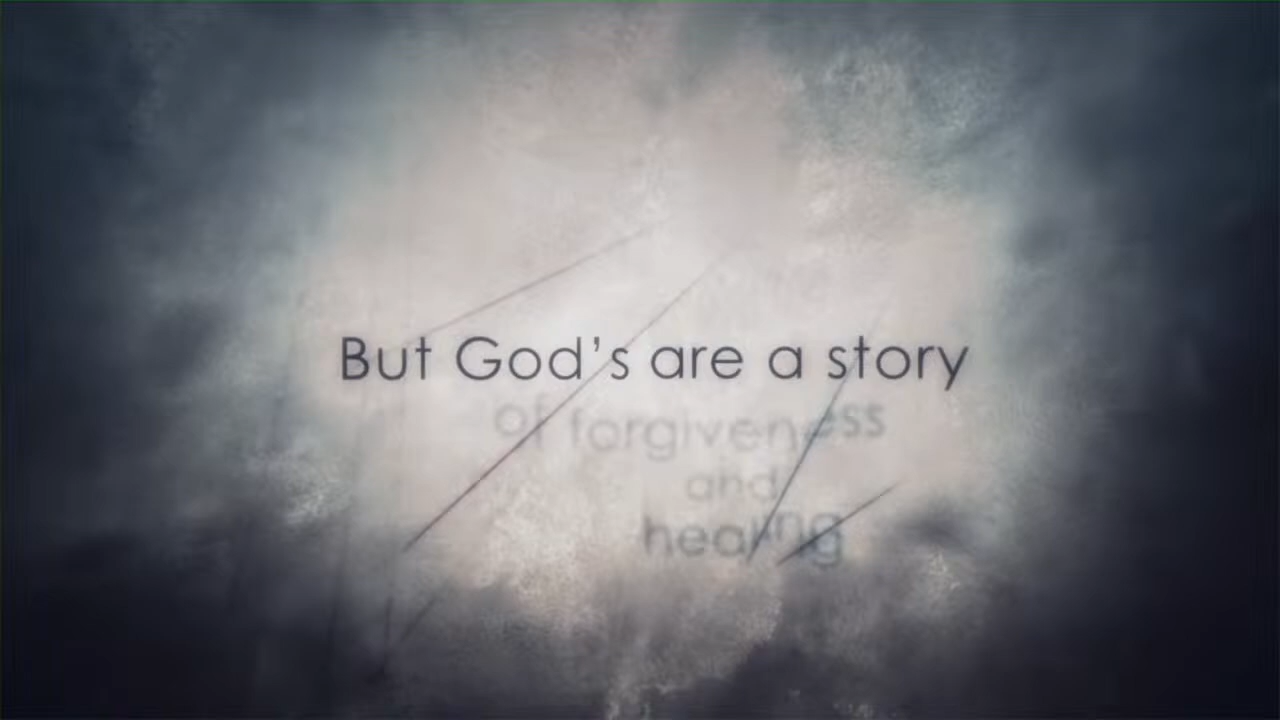 But God’s are a story
of forgiveness
and
healing